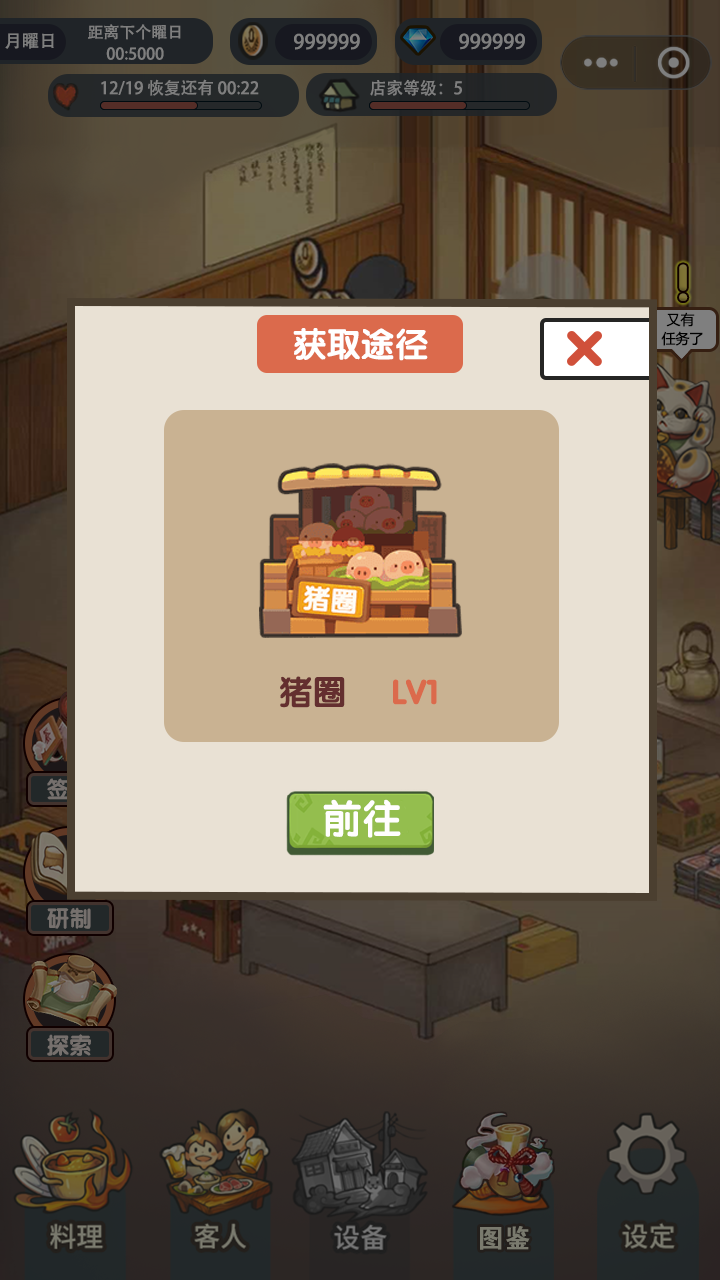 月曜日
距离下个曜日
00:5000
999999
999999
12/19 恢复还有 00:22
店家等级：5
又有
任务了
获取途径
猪圈
猪圈 LV1
前往
签
研制
探索
料理
客人
设备
图鉴
设定